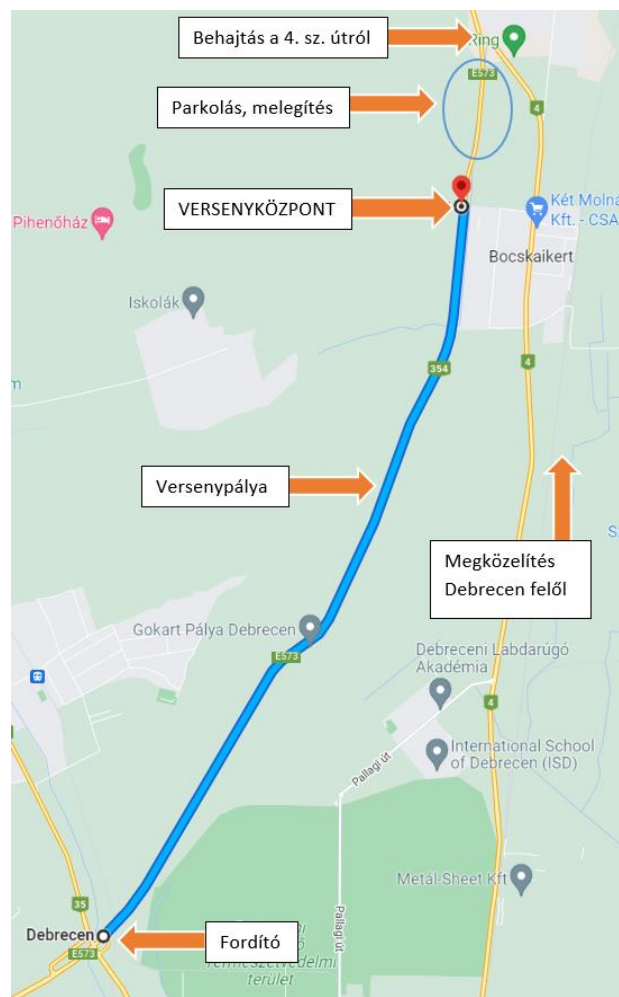 Behajtás a 4. sz. útról
Ring
E573
Parkolás, melegítés
4
VERSENYKÖZPONT
Két Molná
Kft. - CSA
Pihenőház
Bocskaikert
Iskolák
354
4
m
Versenypálya
Megközelítés
Debrecen felől
Gokart Pálya Debrecen
E573
Debreceni Labdarúgó
Akadémia
4
International School
of Debrecen (ISD)
Pallagi út
Metál-Sheet Kft
35
Debrecen
E573
Fordító
Pallagi út
terület